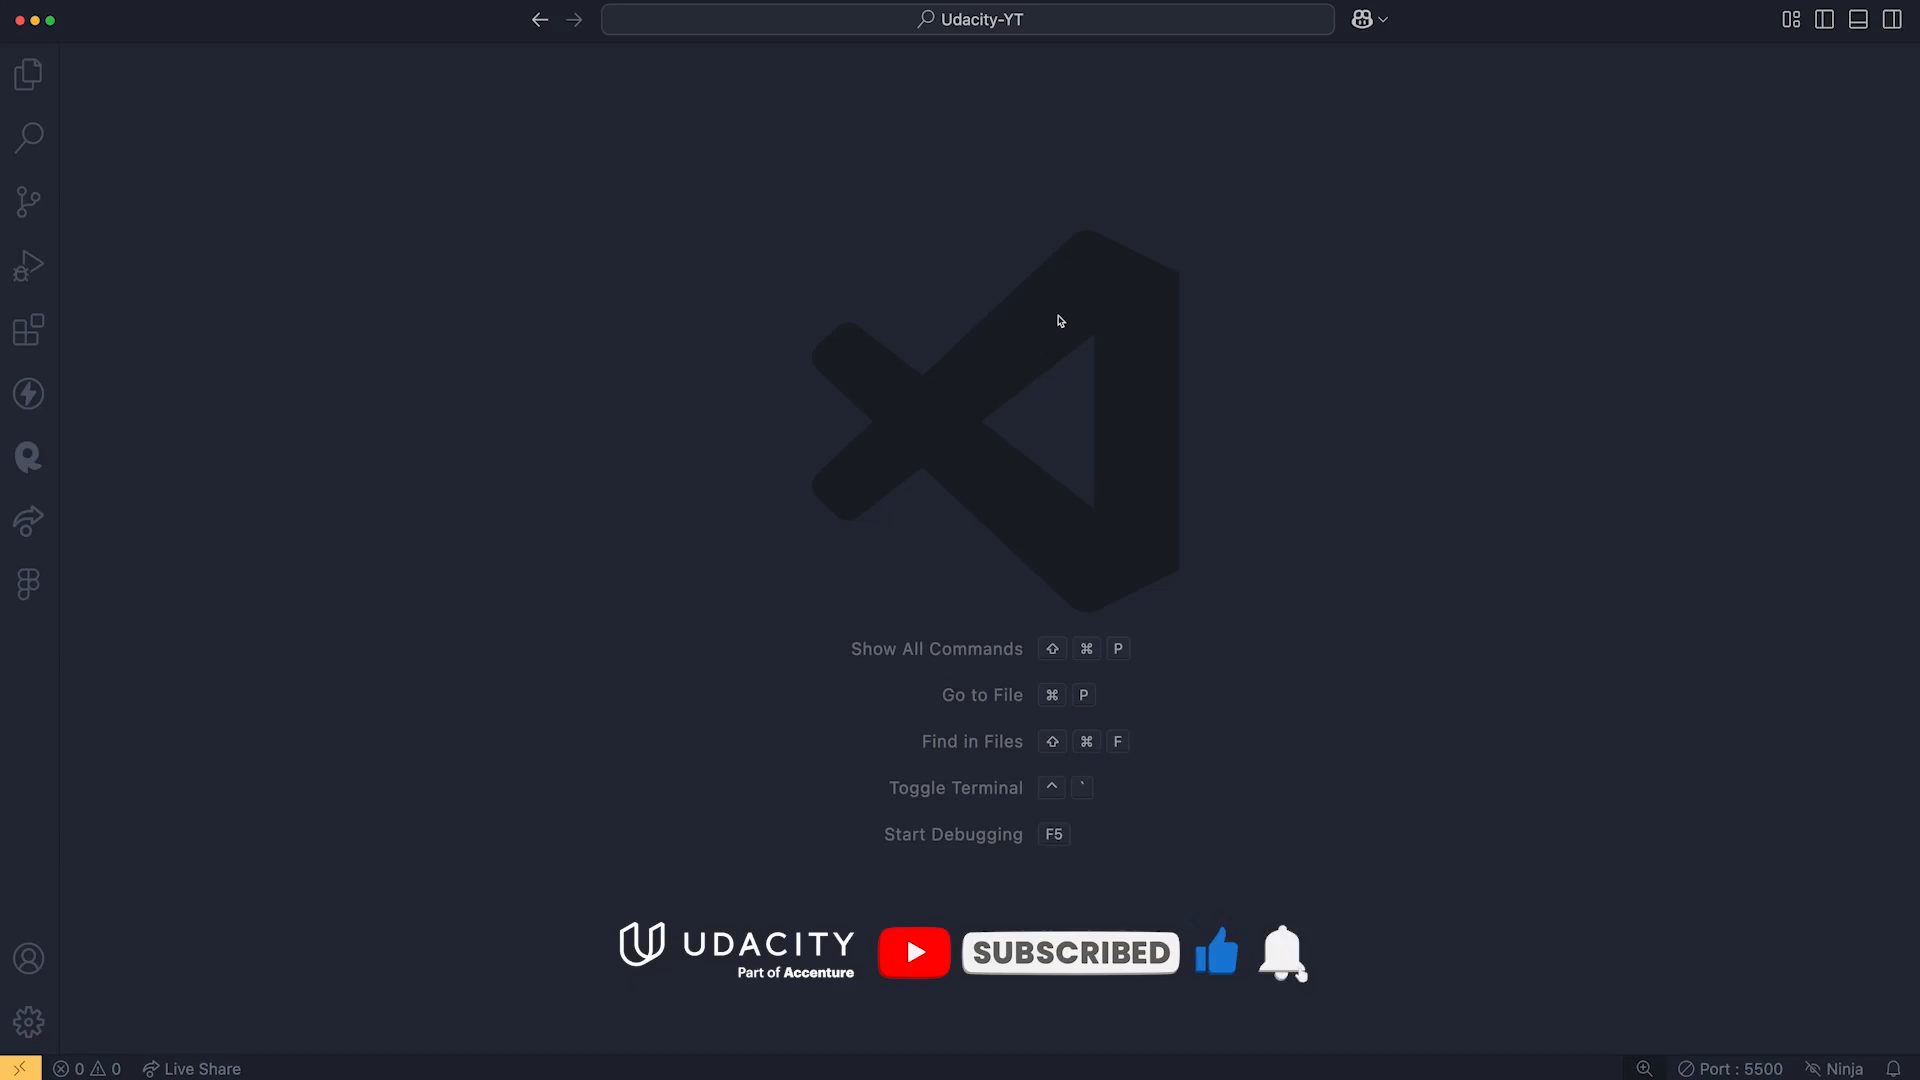 Udacity-YT
Show All Commands ⇧ ⌘ P
Go to File ⌘ P
Find in Files ⇧ ⌘ F
Toggle Terminal ^ `
Start Debugging F5
UDACITY
Part of Accenture
SUBSCRIBED
0 0 Live Share
Port : 5500 Ninja